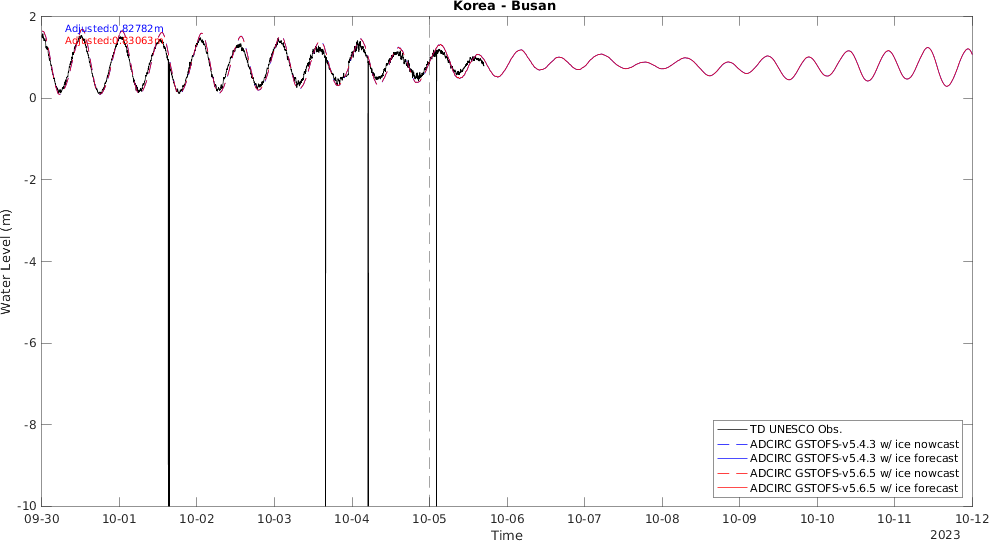 Korea - Busan
Adjusted:0.82782m
Adjusted:0.83063m
2
0
-2
-4
-6
-8
-10
Water Level (m)
TD UNESCO Obs.
ADCIRC GSTOFS-v5.4.3 w/ ice nowcast
ADCIRC GSTOFS-v5.4.3 w/ ice forecast
ADCIRC GSTOFS-v5.6.5 w/ ice nowcast
ADCIRC GSTOFS-v5.6.5 w/ ice forecast
09-30 10-01 10-02 10-03 10-04 10-05 10-06 10-07 10-08 10-09 10-10 10-11 10-12
Time
2023